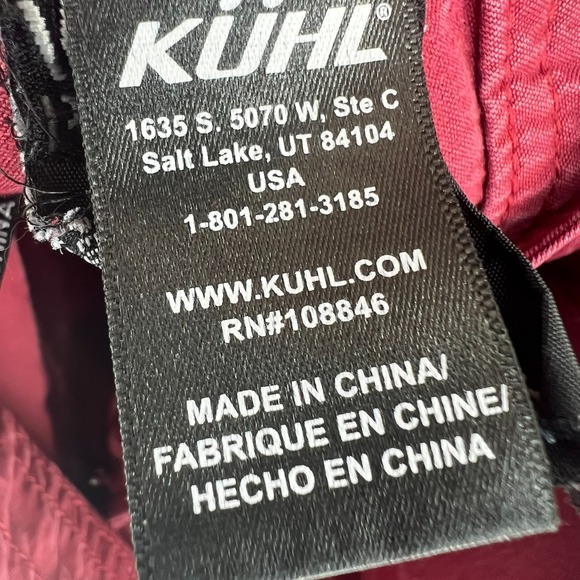 KÜHL®
1635 S. 5070 W, Ste C
Salt Lake, UT 84104
USA
1-801-281-3185
WWW.KUHL.COM
RN#108846
MADE IN CHINA/
FABRIQUE EN CHINE/
HECHO EN CHINA